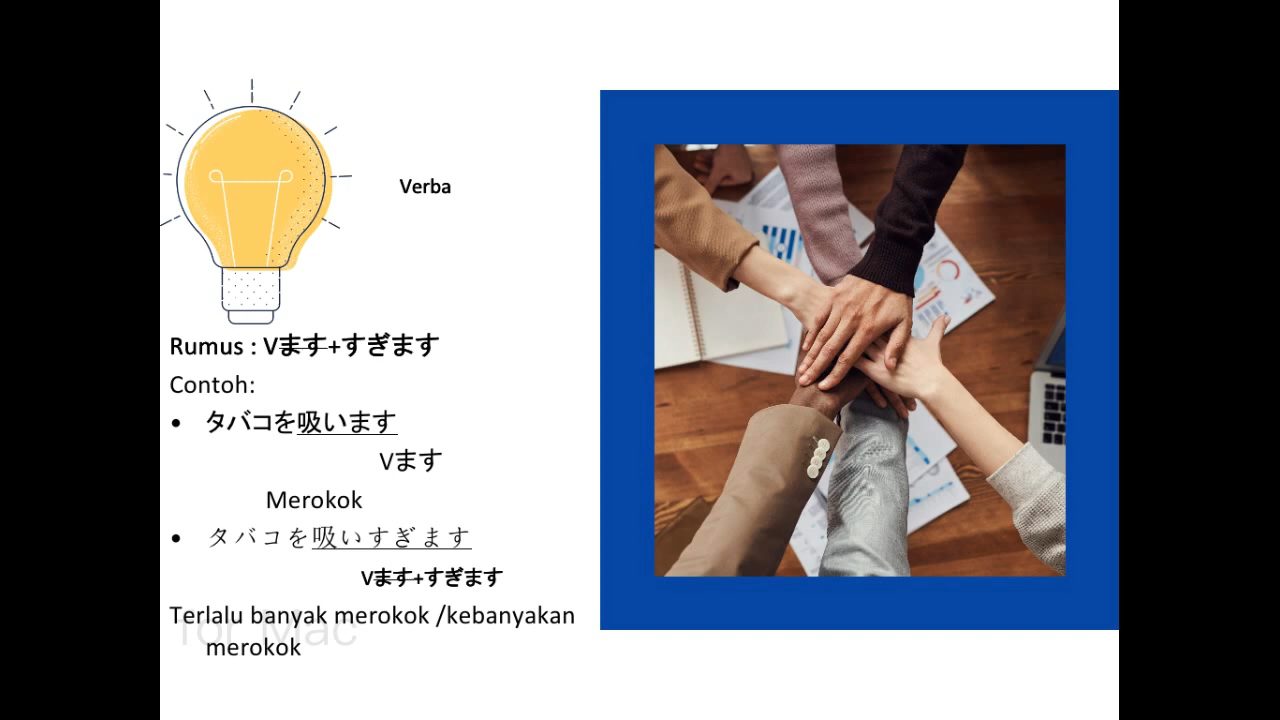 Verba
Rumus : Vます+すぎます
Contoh:
• タバコを吸います
Vます
Merokok
• タバコを吸いすぎます
Vます+すぎます
Terlalu banyak merokok /kebanyakan
merokok
for Mac